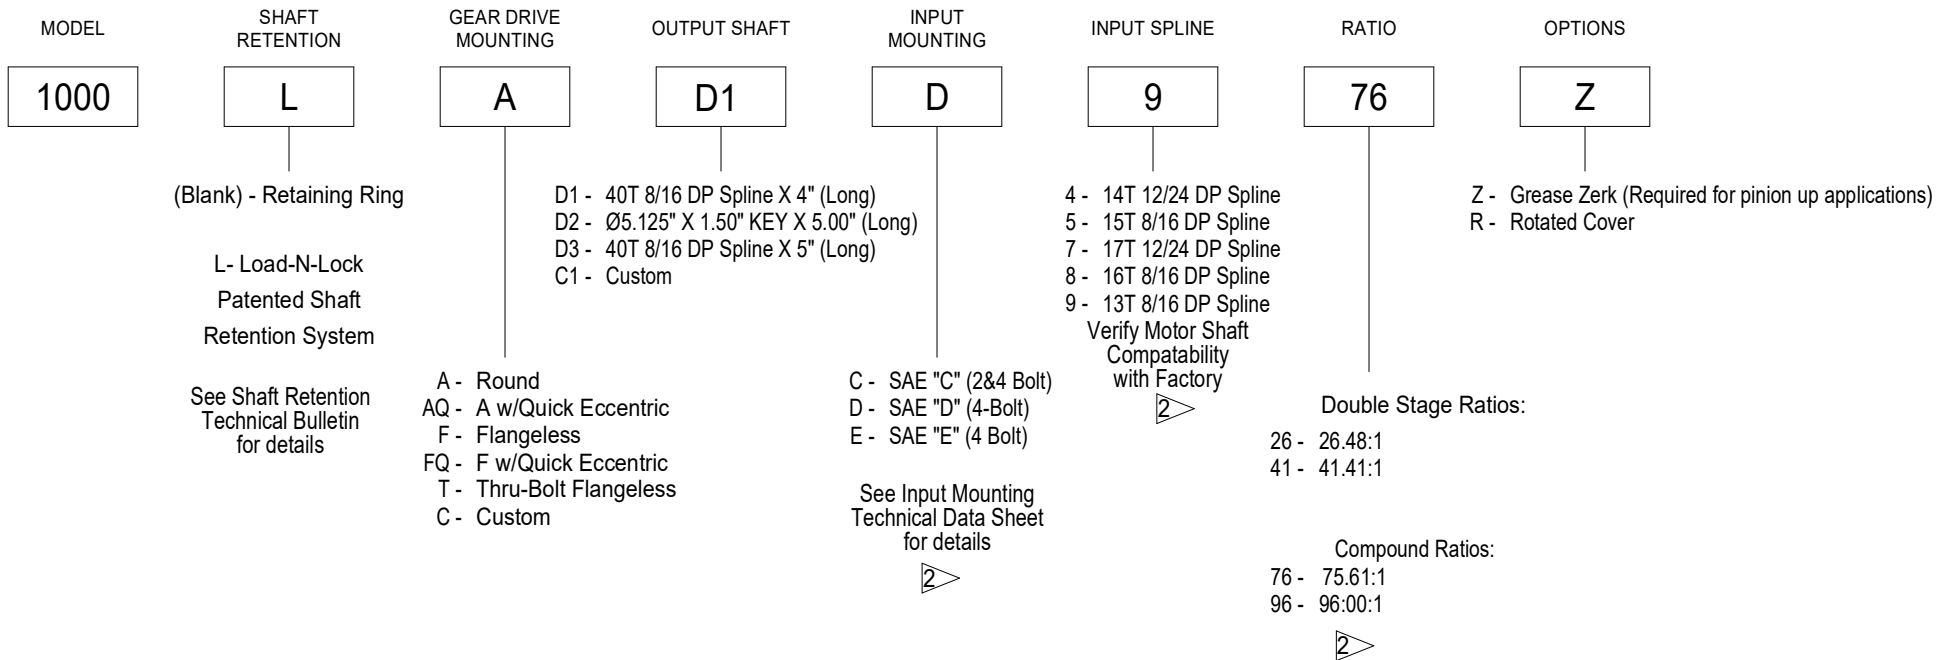 MODEL
SHAFT
RETENTION
GEAR DRIVE
MOUNTING
OUTPUT SHAFT
INPUT
MOUNTING
INPUT SPLINE
RATIO
OPTIONS
1000
L
A
D1
D
9
76
Z
(Blank) - Retaining Ring
L- Load-N-Lock
Patented Shaft
Retention System
See Shaft Retention
Technical Bulletin
for details
A - Round
AQ - A w/Quick Eccentric
F - Flangeless
FQ - F w/Quick Eccentric
T - Thru-Bolt Flangeless
C - Custom
D1 - 40T 8/16 DP Spline X 4" (Long)
D2 - Ø5.125" X 1.50" KEY X 5.00" (Long)
D3 - 40T 8/16 DP Spline X 5" (Long)
C1 - Custom
C - SAE "C" (2&4 Bolt)
D - SAE "D" (4-Bolt)
E - SAE "E" (4 Bolt)
See Input Mounting
Technical Data Sheet
for details
2
4 - 14T 12/24 DP Spline
5 - 15T 8/16 DP Spline
7 - 17T 12/24 DP Spline
8 - 16T 8/16 DP Spline
9 - 13T 8/16 DP Spline
Verify Motor Shaft
Compatability
with Factory
2
Double Stage Ratios:
26 - 26.48:1
41 - 41.41:1
Compound Ratios:
76 - 75.61:1
96 - 96:00:1
2
Z - Grease Zerk (Required for pinion up applications)
R - Rotated Cover